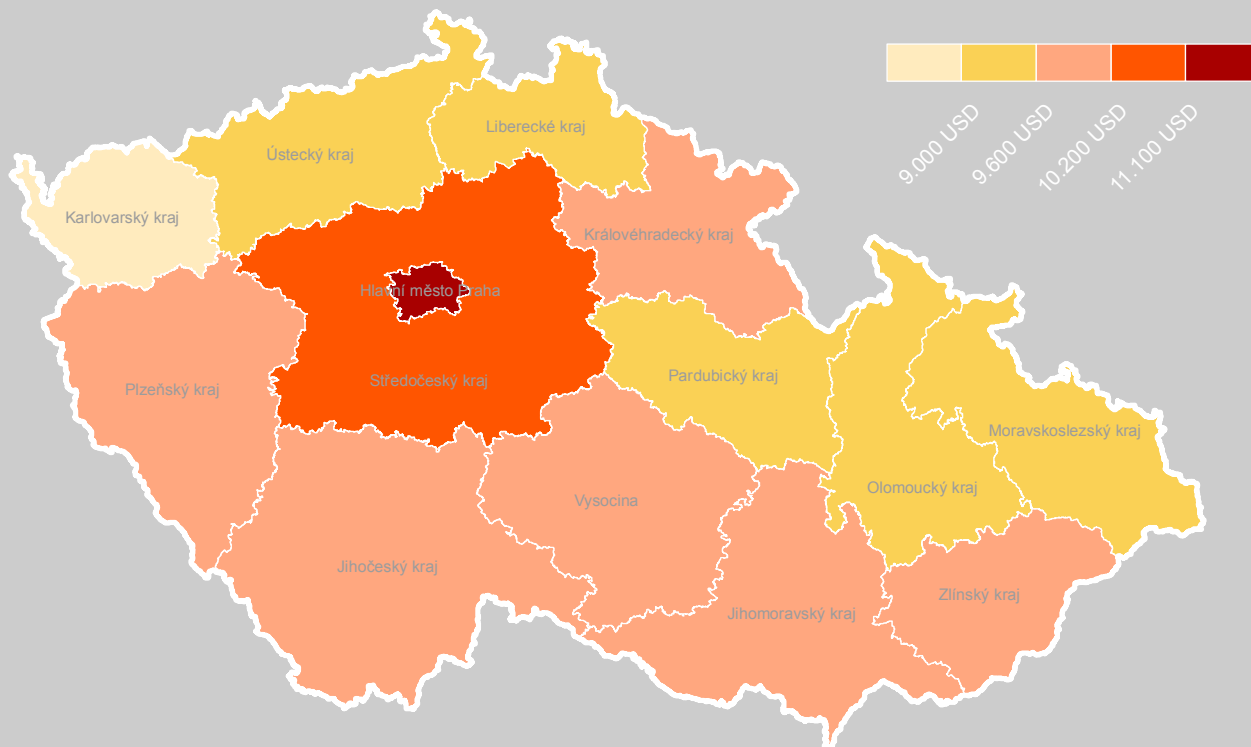 9.000 USD
9.600 USD
10.200 USD
11.100 USD
Liberecké kraj
Ústecký kraj
Karlovarský kraj
Královéhradecký kraj
Hlavní město Praha
Pardubický kraj
Středočeský kraj
Plzeňský kraj
Moravskoslezský kraj
Olomoucký kraj
Vysocina
Jihočeský kraj
Zlínský kraj
Jihomoravský kraj